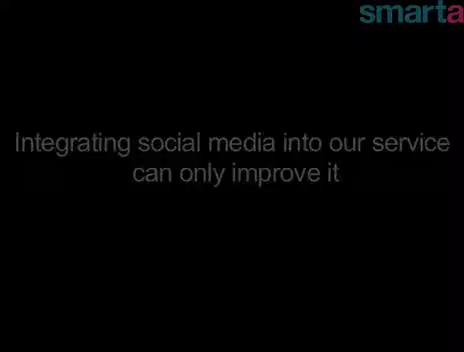 smarta
Integrating social media into our service
can only improve it